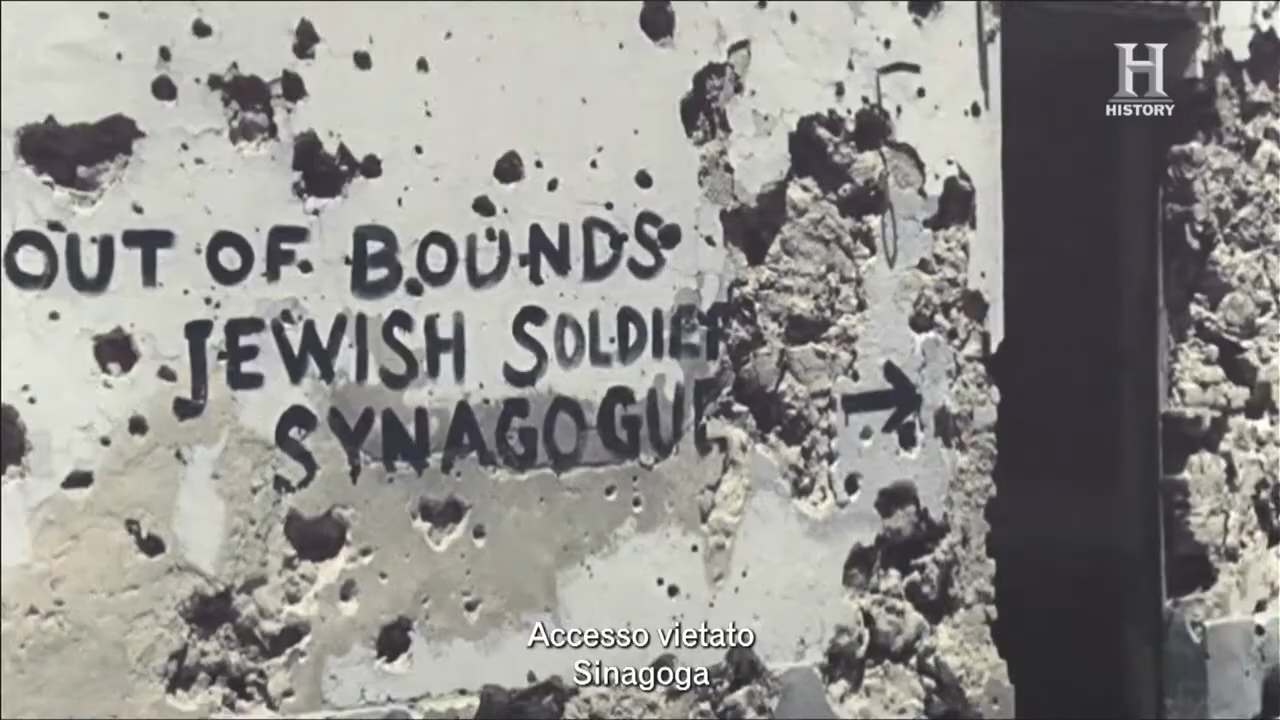 H
HISTORY
OUT OF BOUNDS
JEWISH SOLDIER
SYNAGOGUE
Accesso vietato
Sinagoga